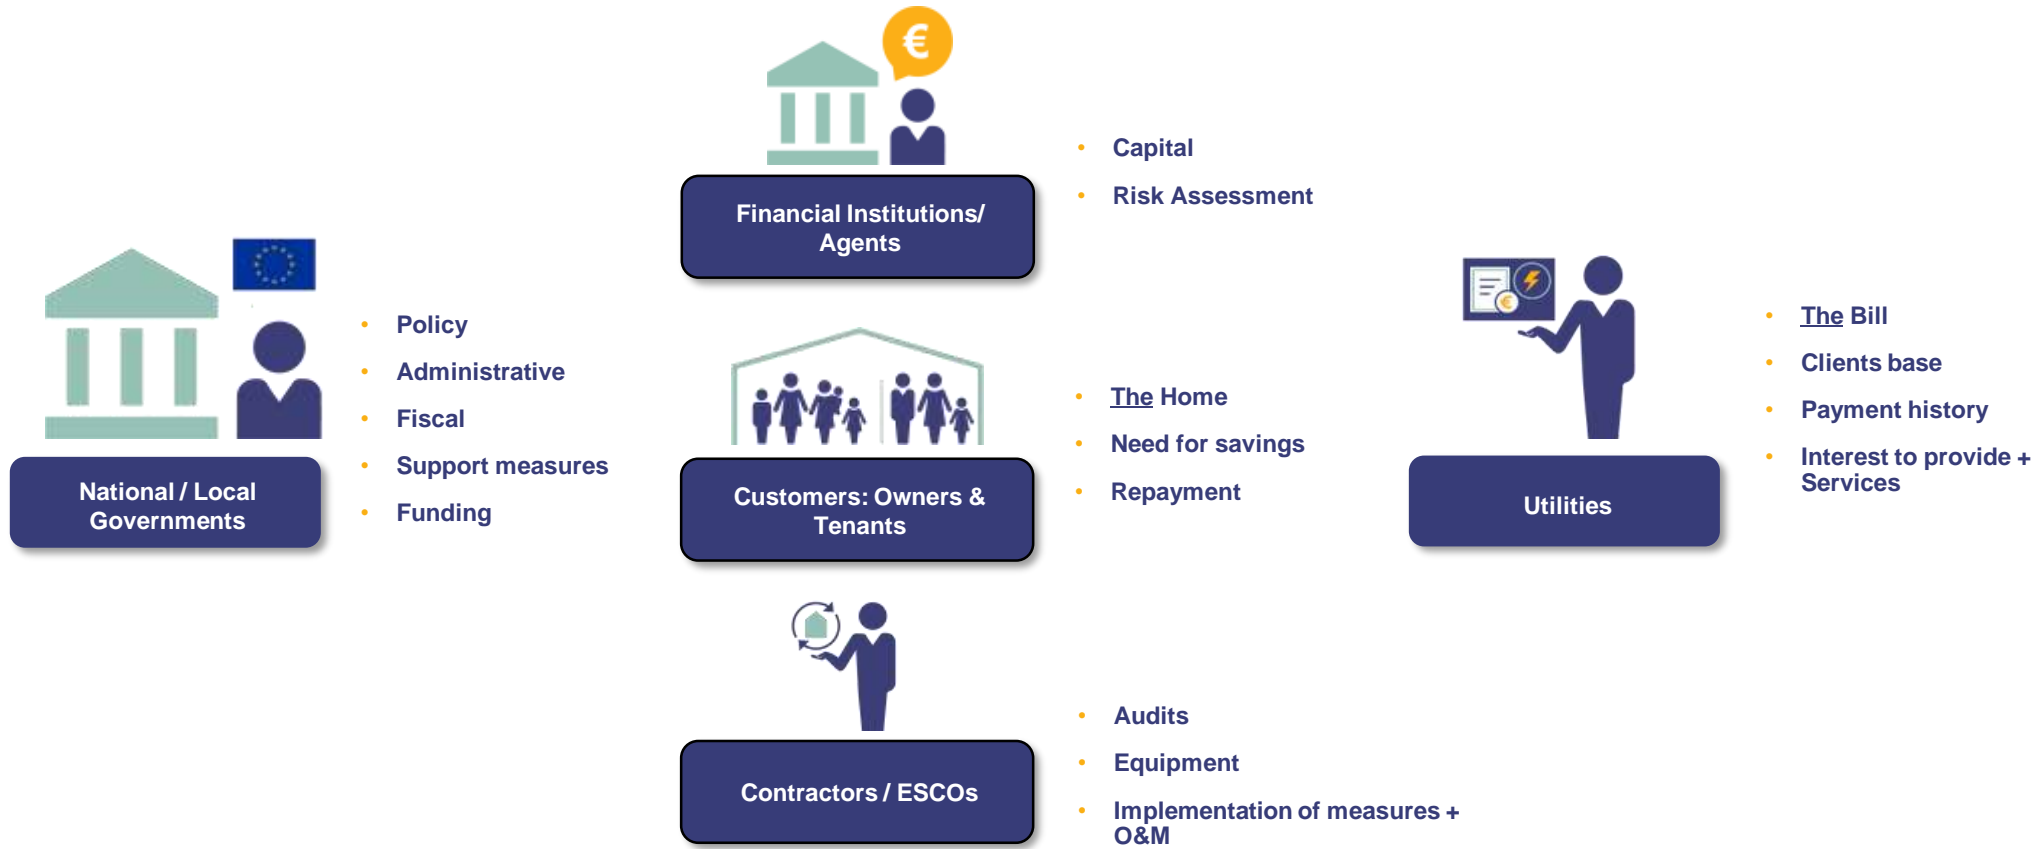 €
Financial Institutions/
Agents
• Capital
• Risk Assessment
National / Local
Governments
• Policy
• Administrative
• Fiscal
• Support measures
• Funding
Customers: Owners &
Tenants
• The Home
• Need for savings
• Repayment
€
Utilities
• The Bill
• Clients base
• Payment history
• Interest to provide +
Services
Contractors / ESCOs
• Audits
• Equipment
• Implementation of measures +
O&M